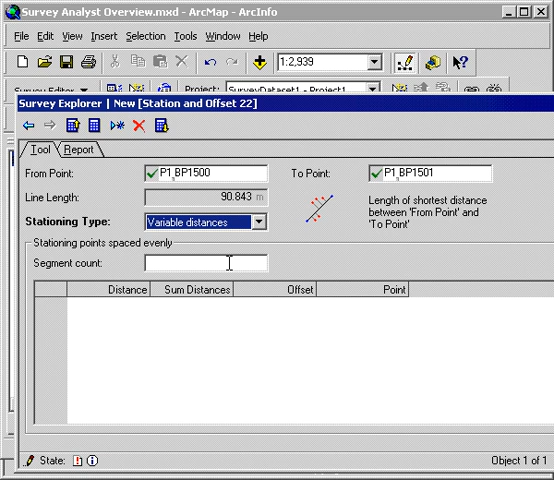 Survey Analyst Overview.mxd - ArcMap - ArcInfo
File Edit View Insert Selection Tools Window Help
1:2,939
Survey Editor Project: SurveyDataset1 - Project1
Survey Explorer | New [Station and Offset 22]
Tool Report
From Point: P1_BP1500 To Point: P1_BP1501
Line Length: 90.843 m Length of shortest distance
between 'From Point' and
'To Point'
Stationing Type: Variable distances
Stationing points spaced evenly
Segment count:
Distance Sum Distances Offset Point
State: Object 1 of 1